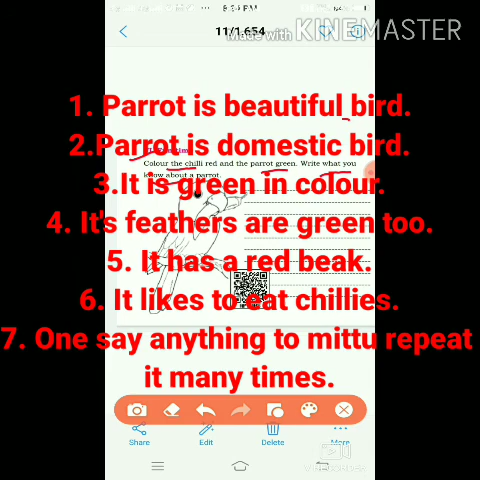 11/1,654
Made with KINEMASTER
1. Parrot is beautiful bird.
2.Parrot is domestic bird.
Colour the chilli red and the parrot green. Write what you
know about a parrot.
3.It is green in colour.
4. It's feathers are green too.
5. It has a red beak.
6. It likes to eat chillies.
7. One say anything to mittu repeat
it many times.
Share
Edit
Delete
More